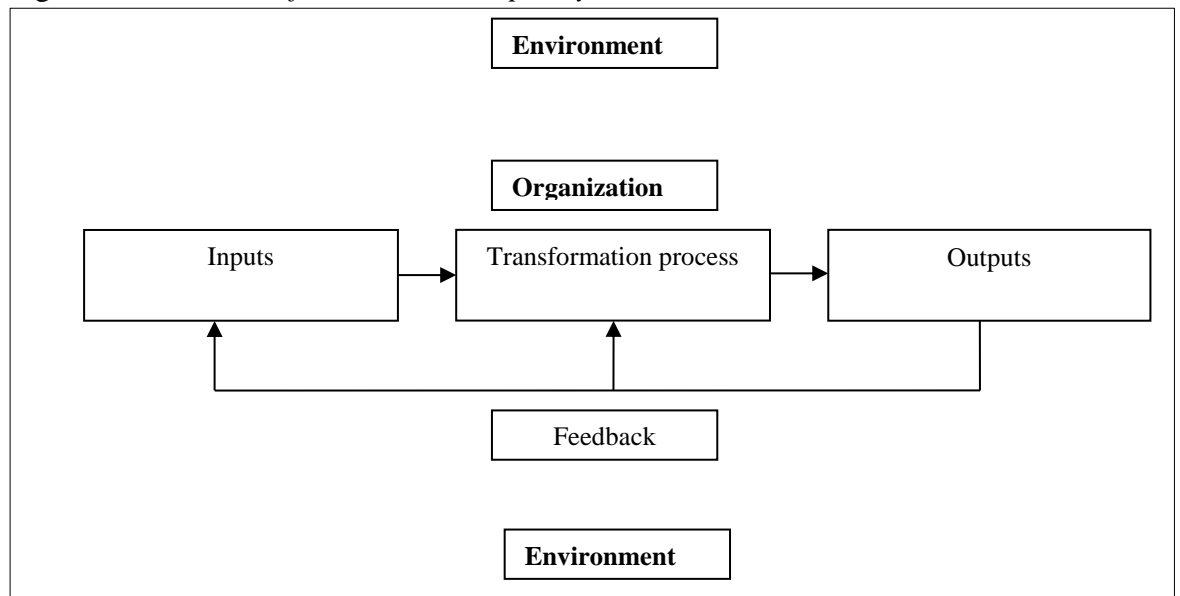 Environment
Organization
Inputs
Transformation process
Outputs
Feedback
Environment